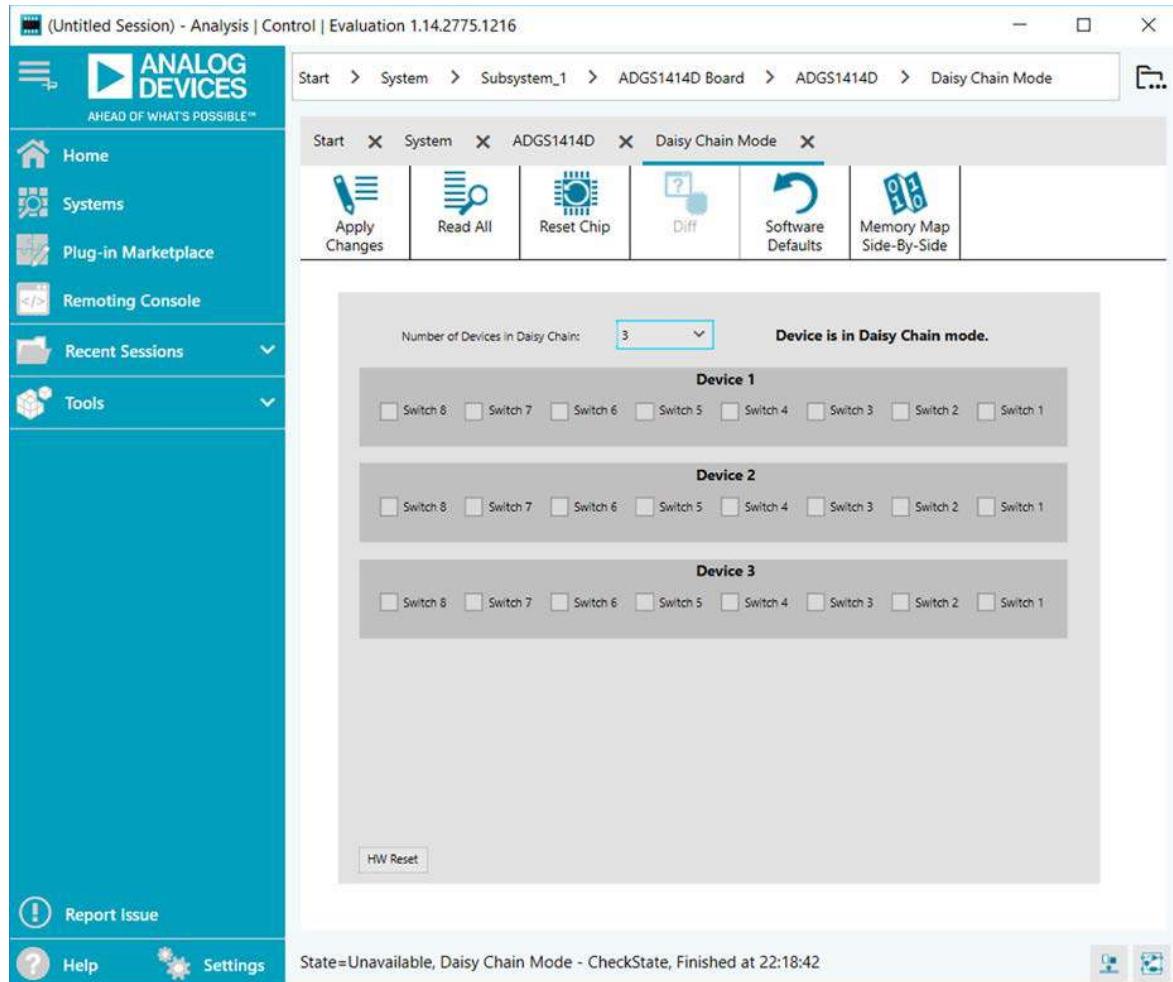 (Untitled Session) - Analysis | Control | Evaluation 1.14.2775.1216
ANALOG
DEVICES
AHEAD OF WHAT'S POSSIBLE™
Start > System > Subsystem_1 > ADGS1414D Board > ADGS1414D > Daisy Chain Mode
Home
Systems
Plug-in Marketplace
Remoting Console
Recent Sessions
Tools
Start System ADGS1414D Daisy Chain Mode
Apply
Changes
Read All
Reset Chip
Diff
Software
Defaults
Memory Map
Side-By-Side
Number of Devices in Daisy Chain: 3 Device is in Daisy Chain mode.
Device 1
Switch 8 Switch 7 Switch 6 Switch 5 Switch 4 Switch 3 Switch 2 Switch 1
Device 2
Switch 8 Switch 7 Switch 6 Switch 5 Switch 4 Switch 3 Switch 2 Switch 1
Device 3
Switch 8 Switch 7 Switch 6 Switch 5 Switch 4 Switch 3 Switch 2 Switch 1
HW Reset
Report Issue
Help Settings
State=Unavailable, Daisy Chain Mode - CheckState, Finished at 22:18:42